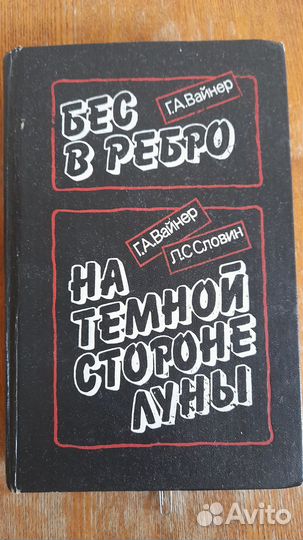 Г.А.Вайнер
БЕС
В РЕБРО
Г.А.Вайнер
Л.С.Словин
НА
ТЕМНОЙ
СТОРОНЕ
ЛУНЫ
Avito